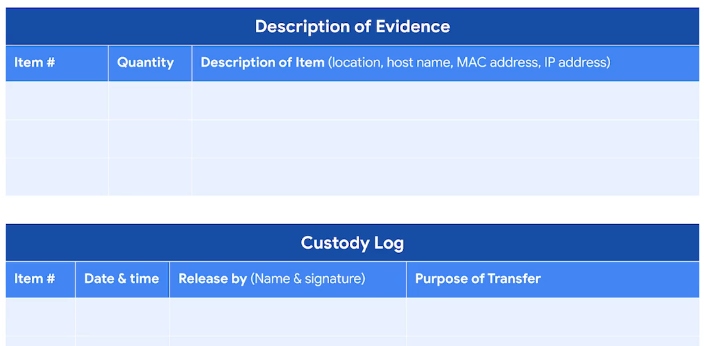 Description of Evidence
Item # Quantity Description of Item (location, host name, MAC address, IP address)
Custody Log
Item # Date & time Release by (Name & signature) Purpose of Transfer